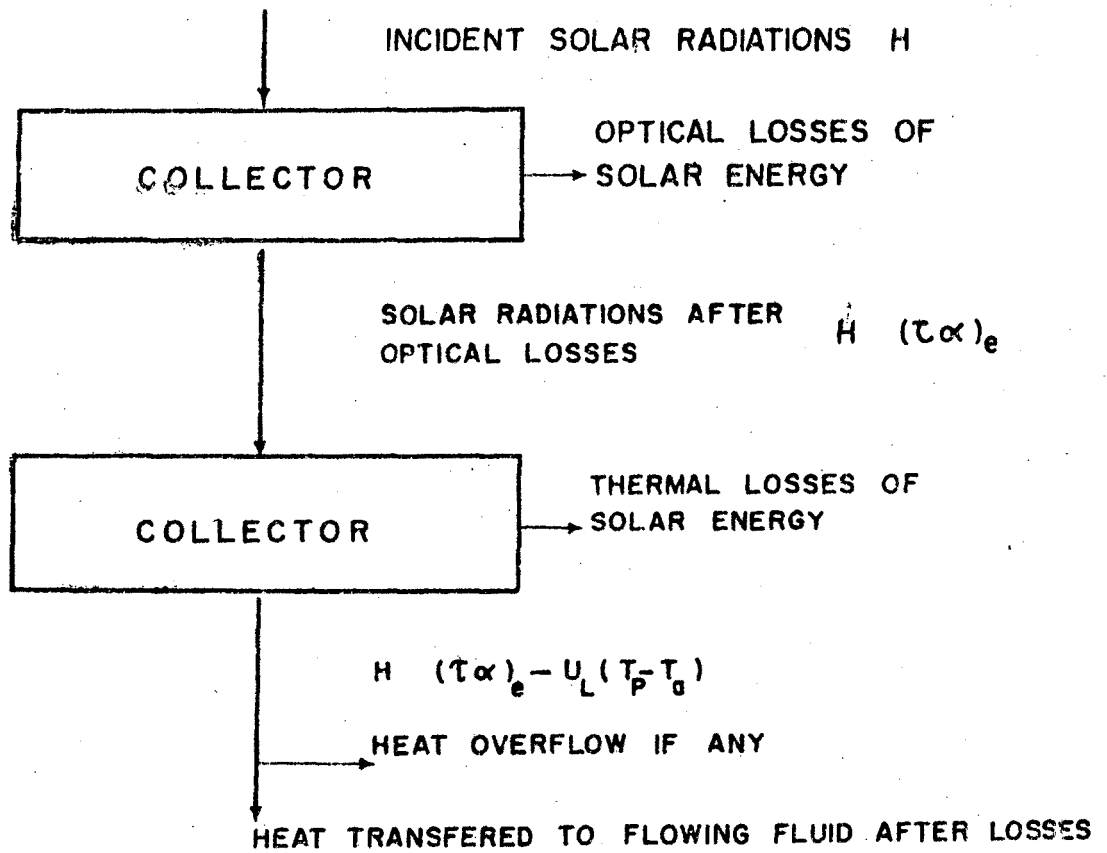 INCIDENT SOLAR RADIATIONS H
COLLECTOR
OPTICAL LOSSES OF
SOLAR ENERGY
SOLAR RADIATIONS AFTER
OPTICAL LOSSES
H (τα)e
COLLECTOR
THERMAL LOSSES OF
SOLAR ENERGY
H (τα)e − UL(TP−Ta)
HEAT OVERFLOW IF ANY
HEAT TRANSFERED TO FLOWING FLUID AFTER LOSSES